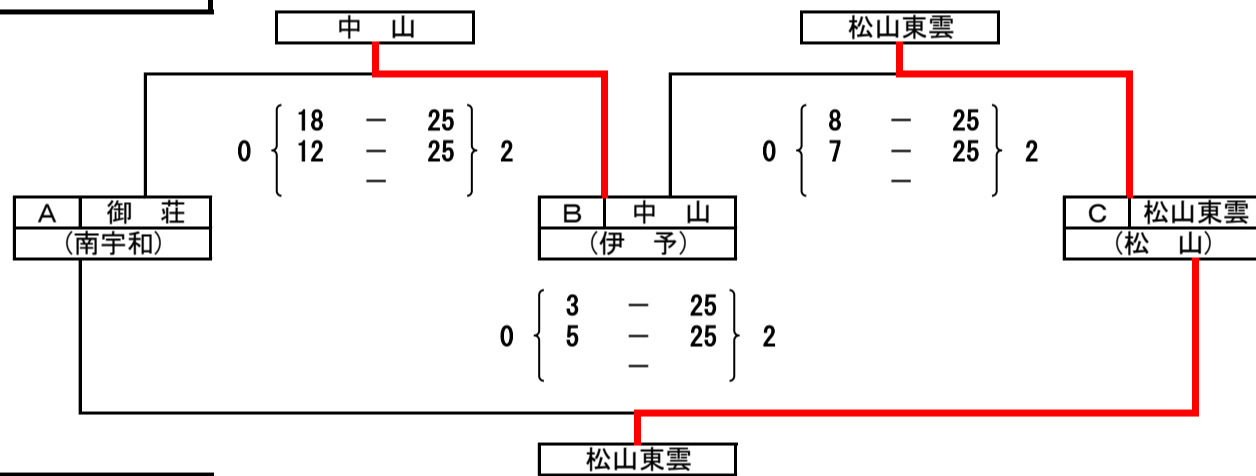 中　山
松山東雲
18 － 25
0 12 － 25 2
－
8 － 25
0 7 － 25 2
－
A 御　荘
(南宇和)
B 中　山
(伊　予)
C 松山東雲
(松　山)
3 － 25
0 5 － 25 2
－
松山東雲